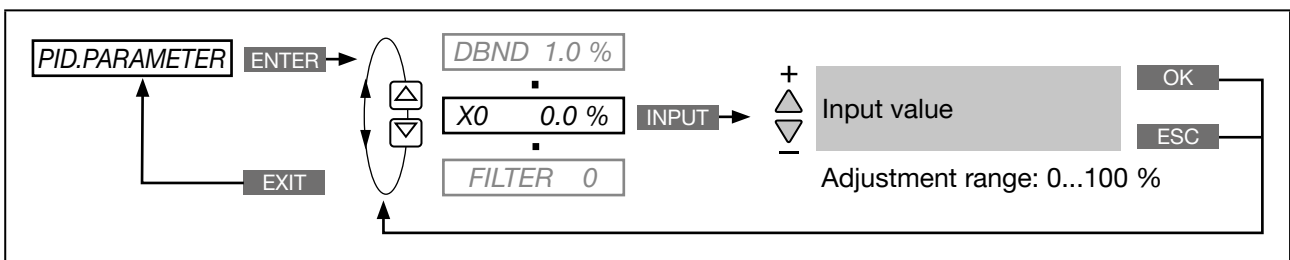 PID.PARAMETER
ENTER
DBND 1.0 %
X0 0.0 %
FILTER 0
INPUT
+
Input value
–
Adjustment range: 0...100 %
OK
ESC
EXIT